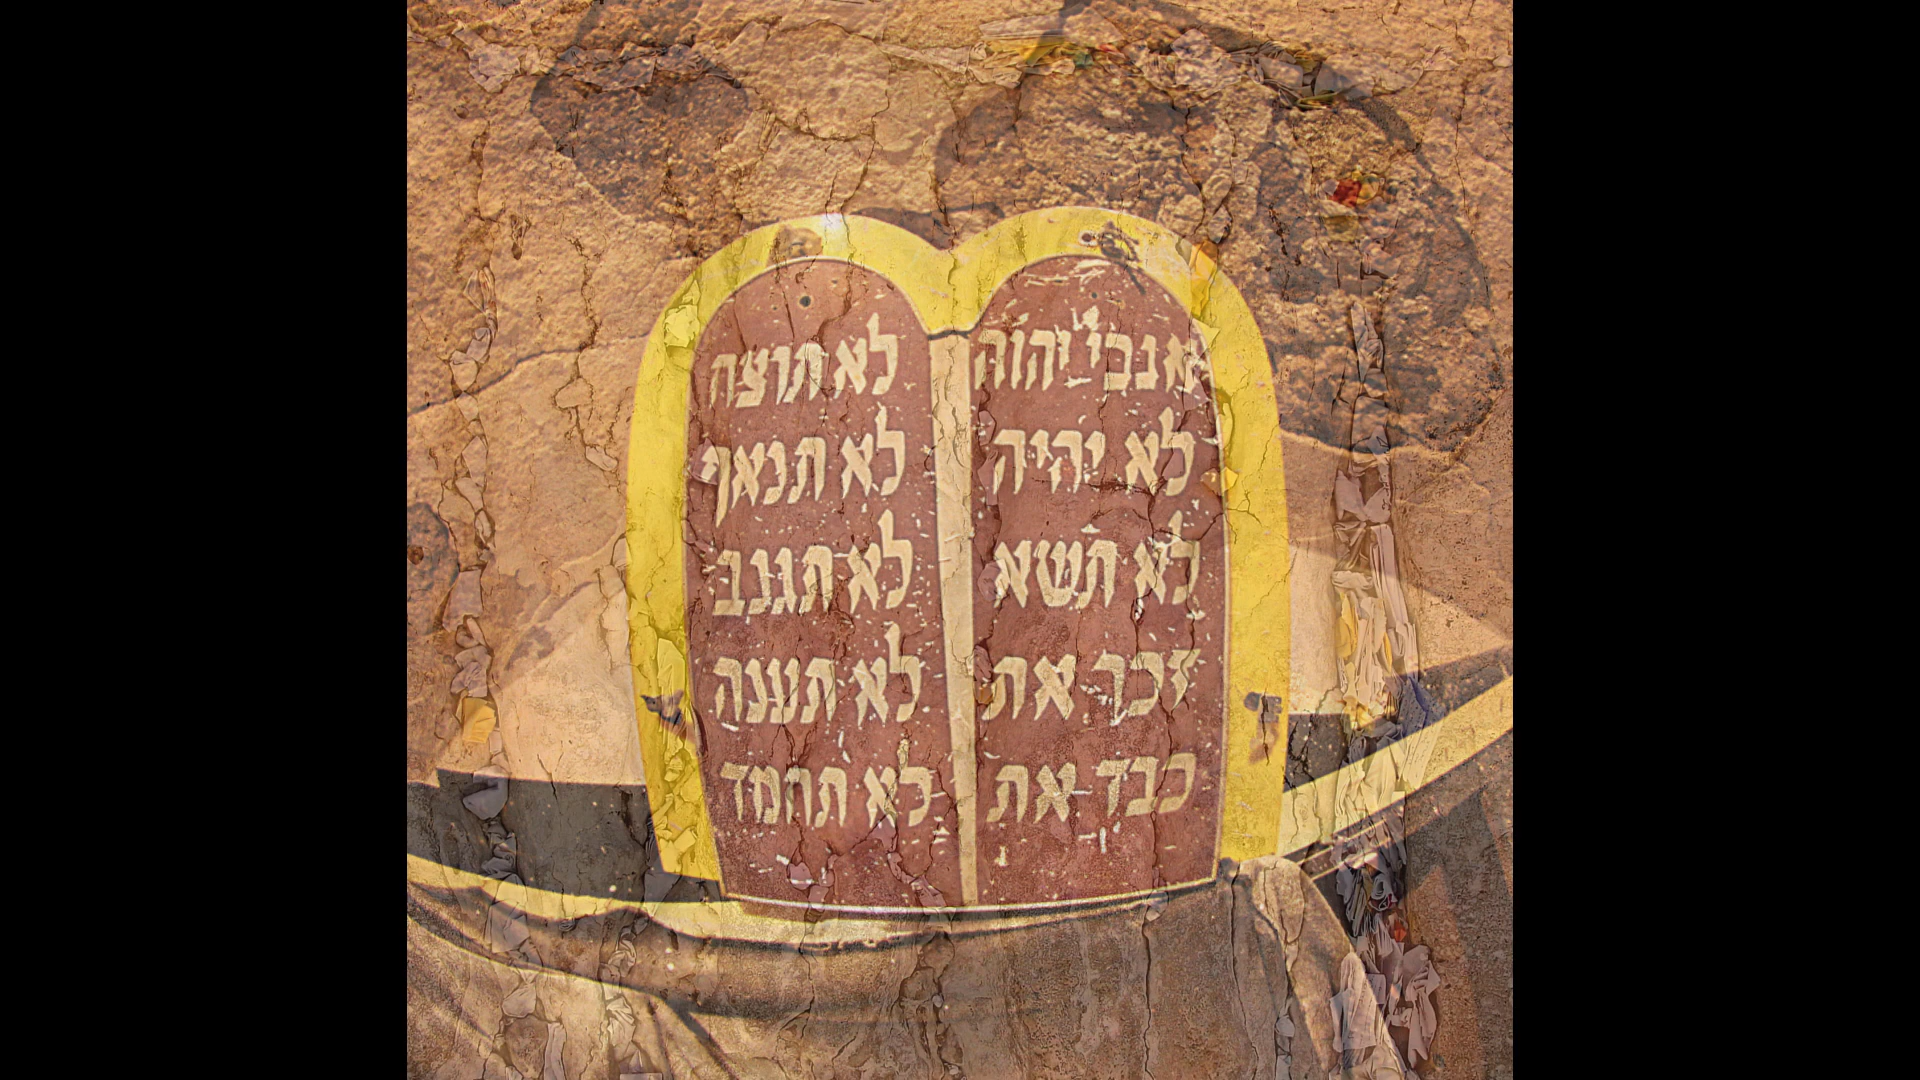 אנכי יהוה
לא יהיה
לא תשא
זכר את
כבד את
לא תרצח
לא תנאף
לא תגנב
לא תענה
לא תחמד